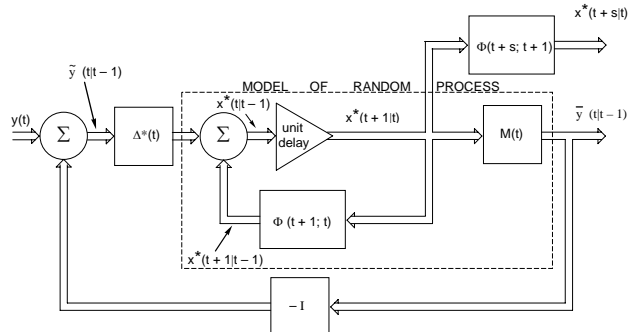 x*(t + s|t)
Φ(t + s; t + 1)
ỹ (t|t − 1)
MODEL OF RANDOM PROCESS
y(t)
x*(t|t−1)
x*(t + 1|t)
y̅ (t|t − 1)
Σ
Δ*(t)
Σ
unit
delay
M(t)
Φ (t + 1; t)
x*(t + 1|t − 1)
− I